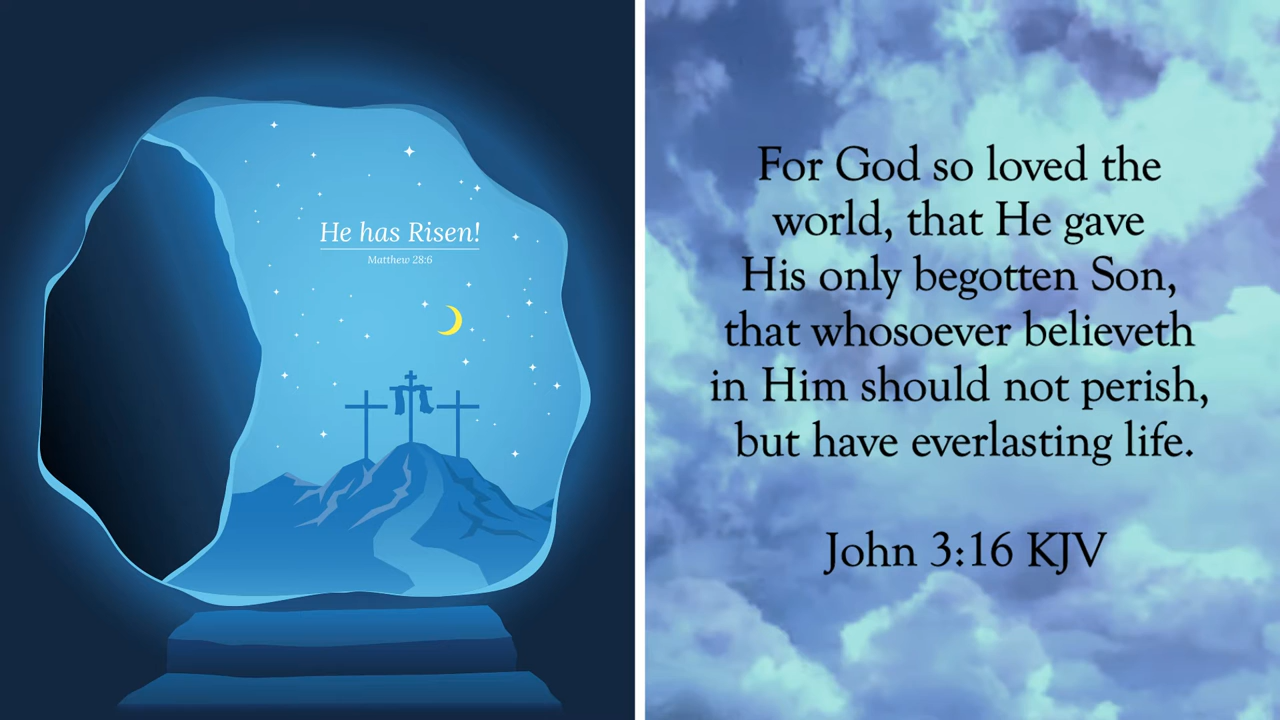 He has Risen!
Matthew 28:6
For God so loved the
world, that He gave
His only begotten Son,
that whosoever believeth
in Him should not perish,
but have everlasting life.
John 3:16 KJV